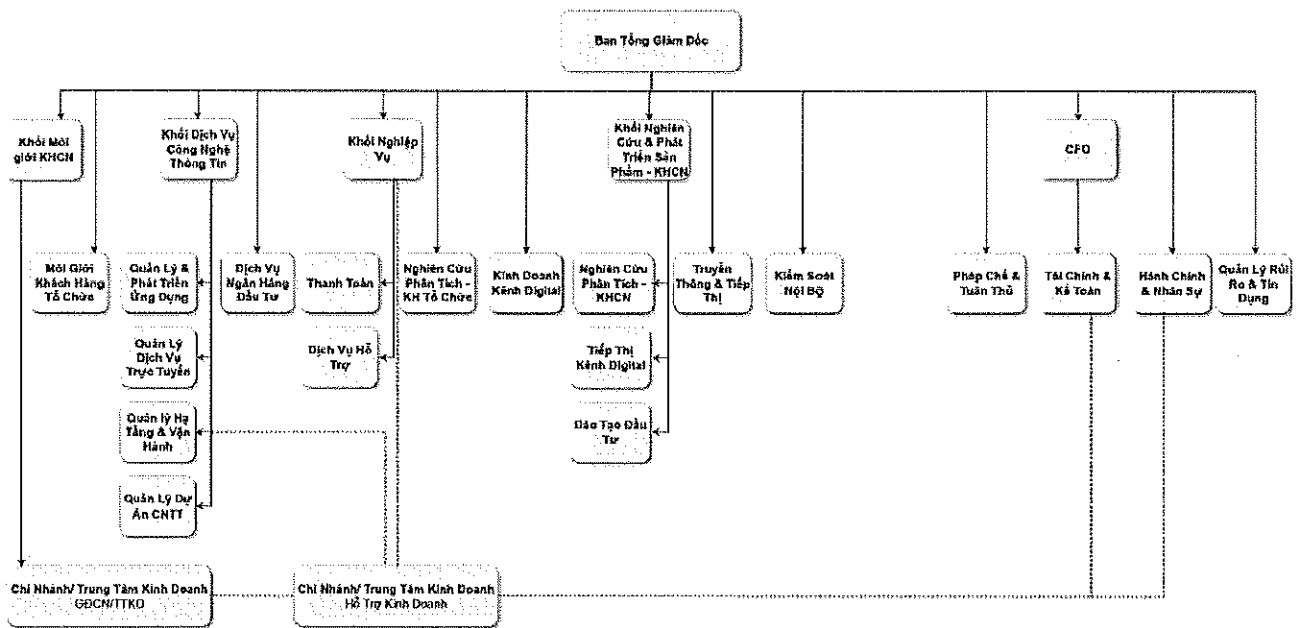 Ban Tổng Giám Đốc
Khối Môi
giới KHCN
Khối Dịch Vụ
Công Nghệ
Thông Tin
Khối Nghiệp
Vụ
Khối Nghiên
Cứu & Phát
Triển Sản
Phẩm - KHCN
CFO
Môi Giới
Khách Hàng
Tổ Chức
Quản Lý &
Phát Triển
Ứng Dụng
Dịch Vụ
Ngân Hàng
Đầu Tư
Thanh Toán
Nghiên Cứu
Phân Tích -
KH Tổ Chức
Kinh Doanh
Kênh Digital
Nghiên Cứu
Phân Tích -
KHCN
Truyền
Thông & Tiếp
Thị
Kiểm Soát
Nội Bộ
Pháp Chế &
Tuân Thủ
Tài Chính &
Kế Toán
Hành Chính
& Nhân Sự
Quản Lý Rủi
Ro & Tín
Dụng
Quản Lý
Dịch Vụ
Trực Tuyến
Dịch Vụ Hỗ
Trợ
Tiếp Thị
Kênh Digital
Quản lý Hạ
Tầng & Vận
Hành
Đào Tạo Đầu
Tư
Quản Lý Dự
Án CNTT
Chi Nhánh/ Trung Tâm Kinh Doanh
GĐCN/TTKD
Chi Nhánh/ Trung Tâm Kinh Doanh
Hỗ Trợ Kinh Doanh